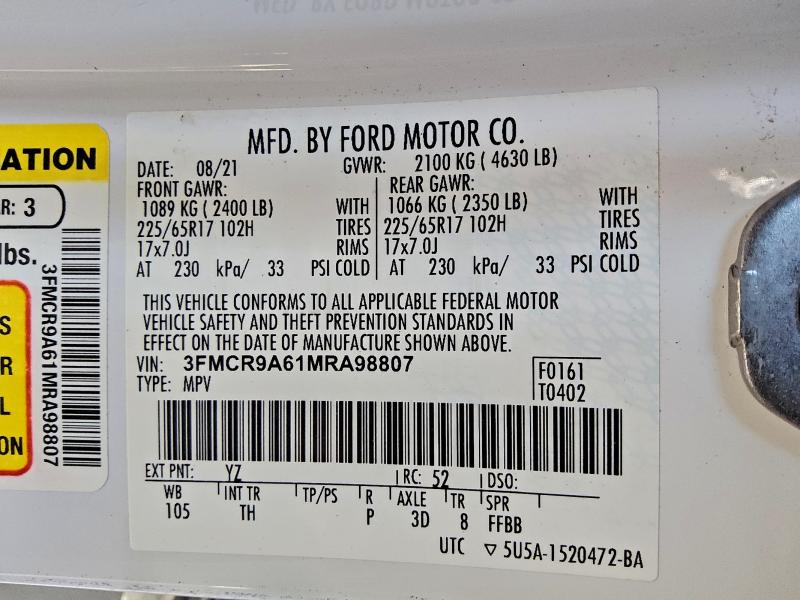 ATION
R: 3
lbs.
S
R
L
ON
3FMCR9A61MRA98807
MFD. BY FORD MOTOR CO.
DATE: 08/21 GVWR: 2100 KG ( 4630 LB)
FRONT GAWR: REAR GAWR:
1089 KG ( 2400 LB) WITH 1066 KG ( 2350 LB) WITH
225/65R17 102H TIRES 225/65R17 102H TIRES
17x7.0J RIMS 17x7.0J RIMS
AT 230 kPa/ 33 PSI COLD AT 230 kPa/ 33 PSI COLD
THIS VEHICLE CONFORMS TO ALL APPLICABLE FEDERAL MOTOR
VEHICLE SAFETY AND THEFT PREVENTION STANDARDS IN
EFFECT ON THE DATE OF MANUFACTURE SHOWN ABOVE.
VIN: 3FMCR9A61MRA98807 F0161
TYPE: MPV T0402
EXT PNT: YZ RC: 52 DSO:
WB INT TR TP/PS R AXLE TR SPR
105 TH P 3D 8 FFBB
UTC ▽ 5U5A-1520472-BA